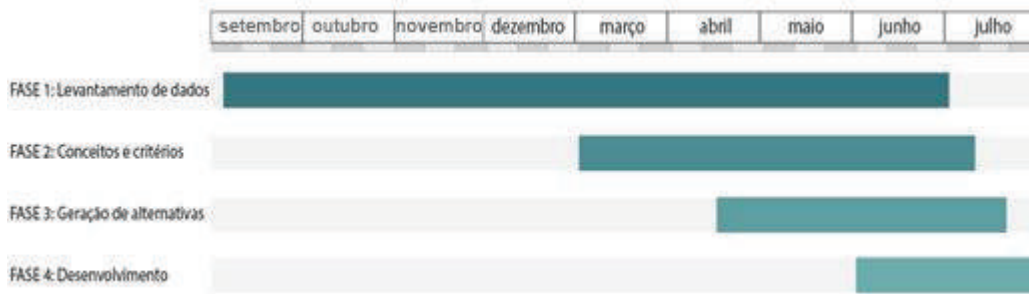 setembro outubro novembro dezembro março abril maio junho julho
FASE 1: Levantamento de dados
FASE 2: Conceitos e critérios
FASE 3: Geração de alternativas
FASE 4: Desenvolvimento